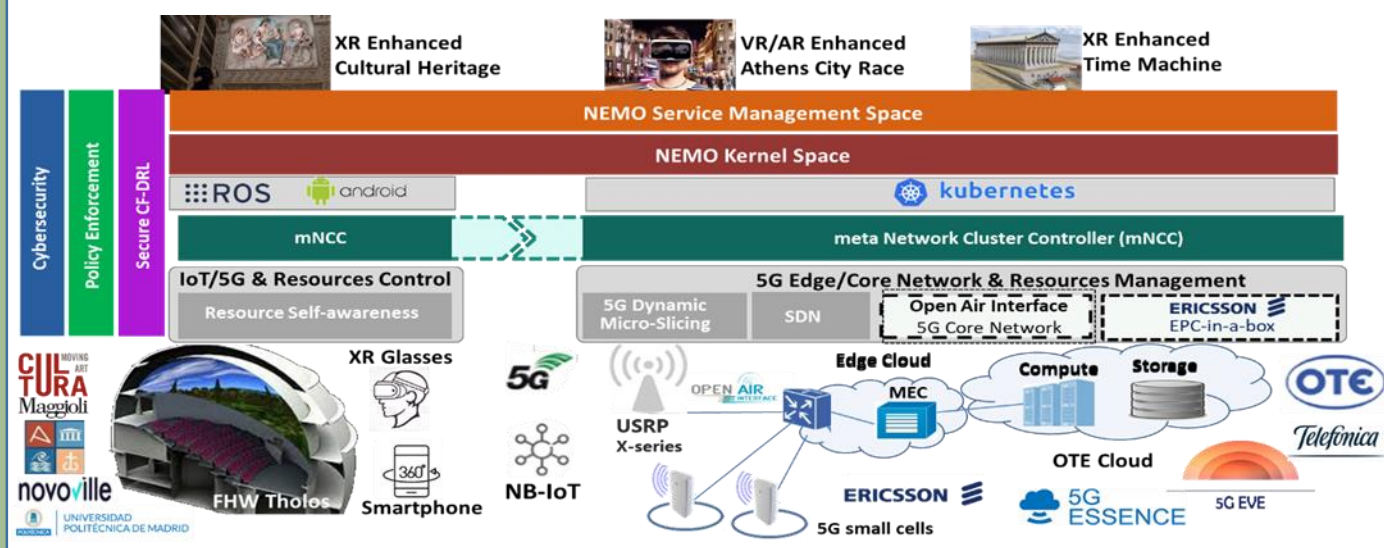 XR Enhanced
Cultural Heritage
VR/AR Enhanced
Athens City Race
XR Enhanced
Time Machine
Cybersecurity
Policy Enforcement
Secure CF-DRL
NEMO Service Management Space
NEMO Kernel Space
ROS
android
kubernetes
mNCC
meta Network Cluster Controller (mNCC)
IoT/5G & Resources Control
Resource Self-awareness
5G Edge/Core Network & Resources Management
5G Dynamic
Micro-Slicing
SDN
Open Air Interface
5G Core Network
ERICSSON
EPC-in-a-box
CUL
TURA
MOVING
ART
Maggioli
novoville
UNIVERSIDAD
POLITÉCNICA DE MADRID
POLITÉCNICA
FHW Tholos
XR Glasses
360°
Smartphone
5G
NB-IoT
USRP
X-series
OPEN AIR
INTERFACE
Edge Cloud
MEC
Compute
Storage
OTE Cloud
ERICSSON
5G small cells
5G
ESSENCE
5G EVE
OTE
Telefónica